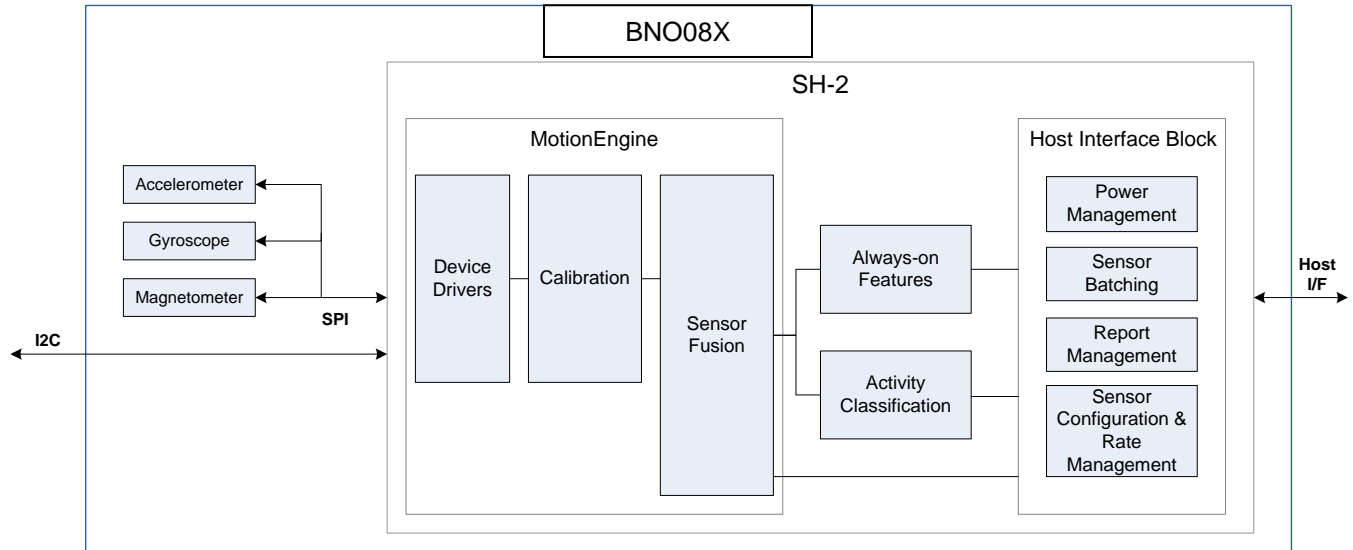 BNO08X
SH-2
MotionEngine
Host Interface Block
Accelerometer
Gyroscope
Magnetometer
SPI
I2C
Device
Drivers
Calibration
Sensor
Fusion
Always-on
Features
Activity
Classification
Power
Management
Sensor
Batching
Report
Management
Sensor
Configuration &
Rate
Management
Host
I/F